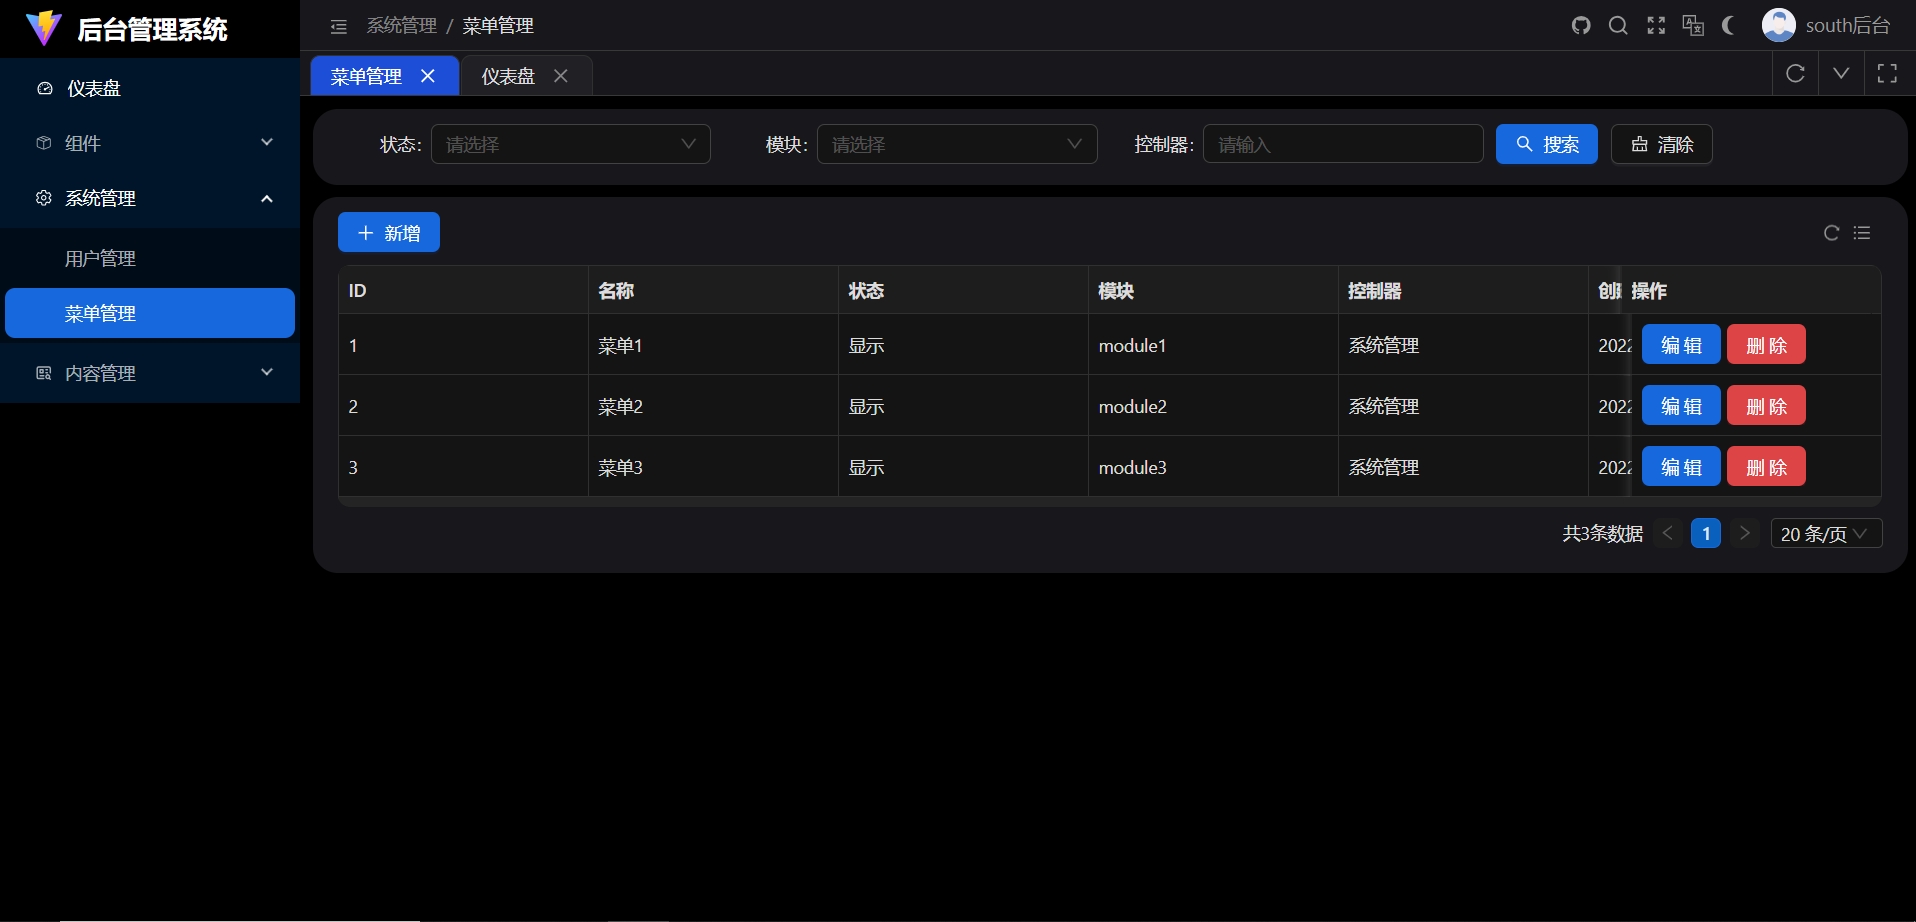 后台管理系统
系统管理 / 菜单管理
south后台
仪表盘
组件
系统管理
用户管理
菜单管理
内容管理
菜单管理 仪表盘
状态: 请选择 模块: 请选择 控制器: 请输入 搜索 清除
新增
ID 名称 状态 模块 控制器 创 操作
1 菜单1 显示 module1 系统管理 2022 编 辑 删 除
2 菜单2 显示 module2 系统管理 2022 编 辑 删 除
3 菜单3 显示 module3 系统管理 2022 编 辑 删 除
共3条数据 1 20 条/页